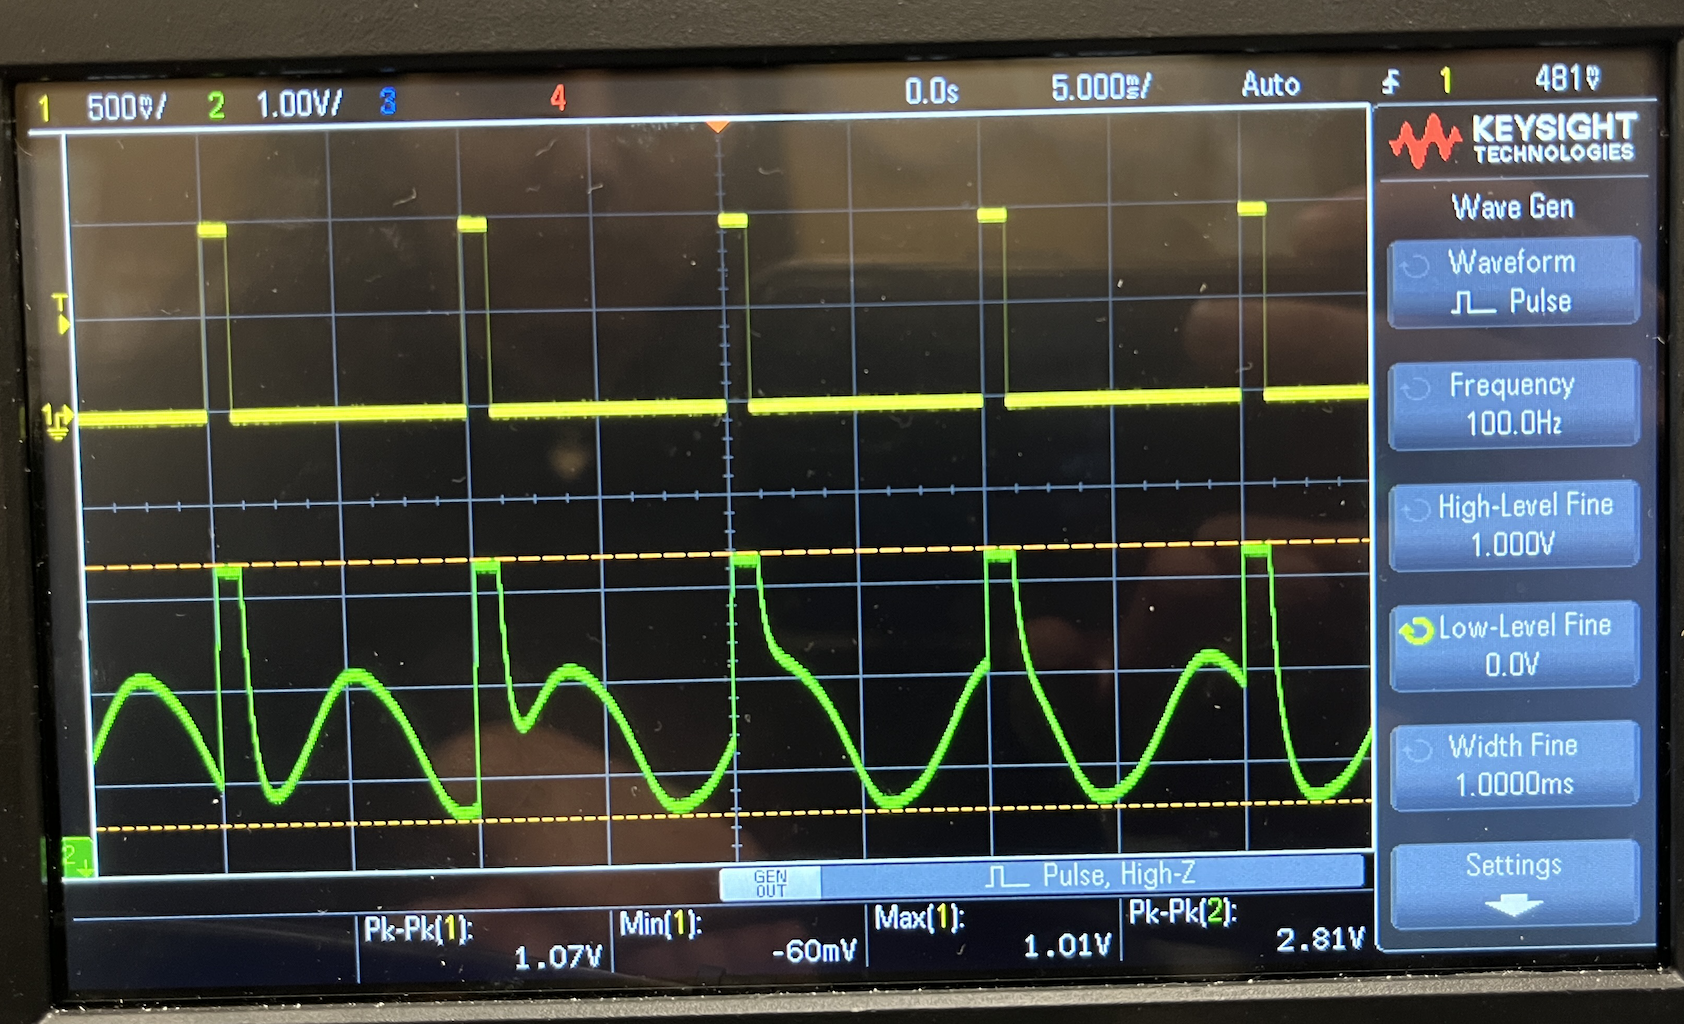 1 500mV/ 2 1.00V/ 3 4 0.0s 5.000ms/ Auto 1 481mV
KEYSIGHT
TECHNOLOGIES
Wave Gen
Waveform
Pulse
Frequency
100.0Hz
High-Level Fine
1.000V
Low-Level Fine
0.0V
Width Fine
1.0000ms
Settings
T
1
2
GEN
OUT
Pulse, High-Z
Pk-Pk(1):
1.07V
Min(1):
-60mV
Max(1):
1.01V
Pk-Pk(2):
2.81V